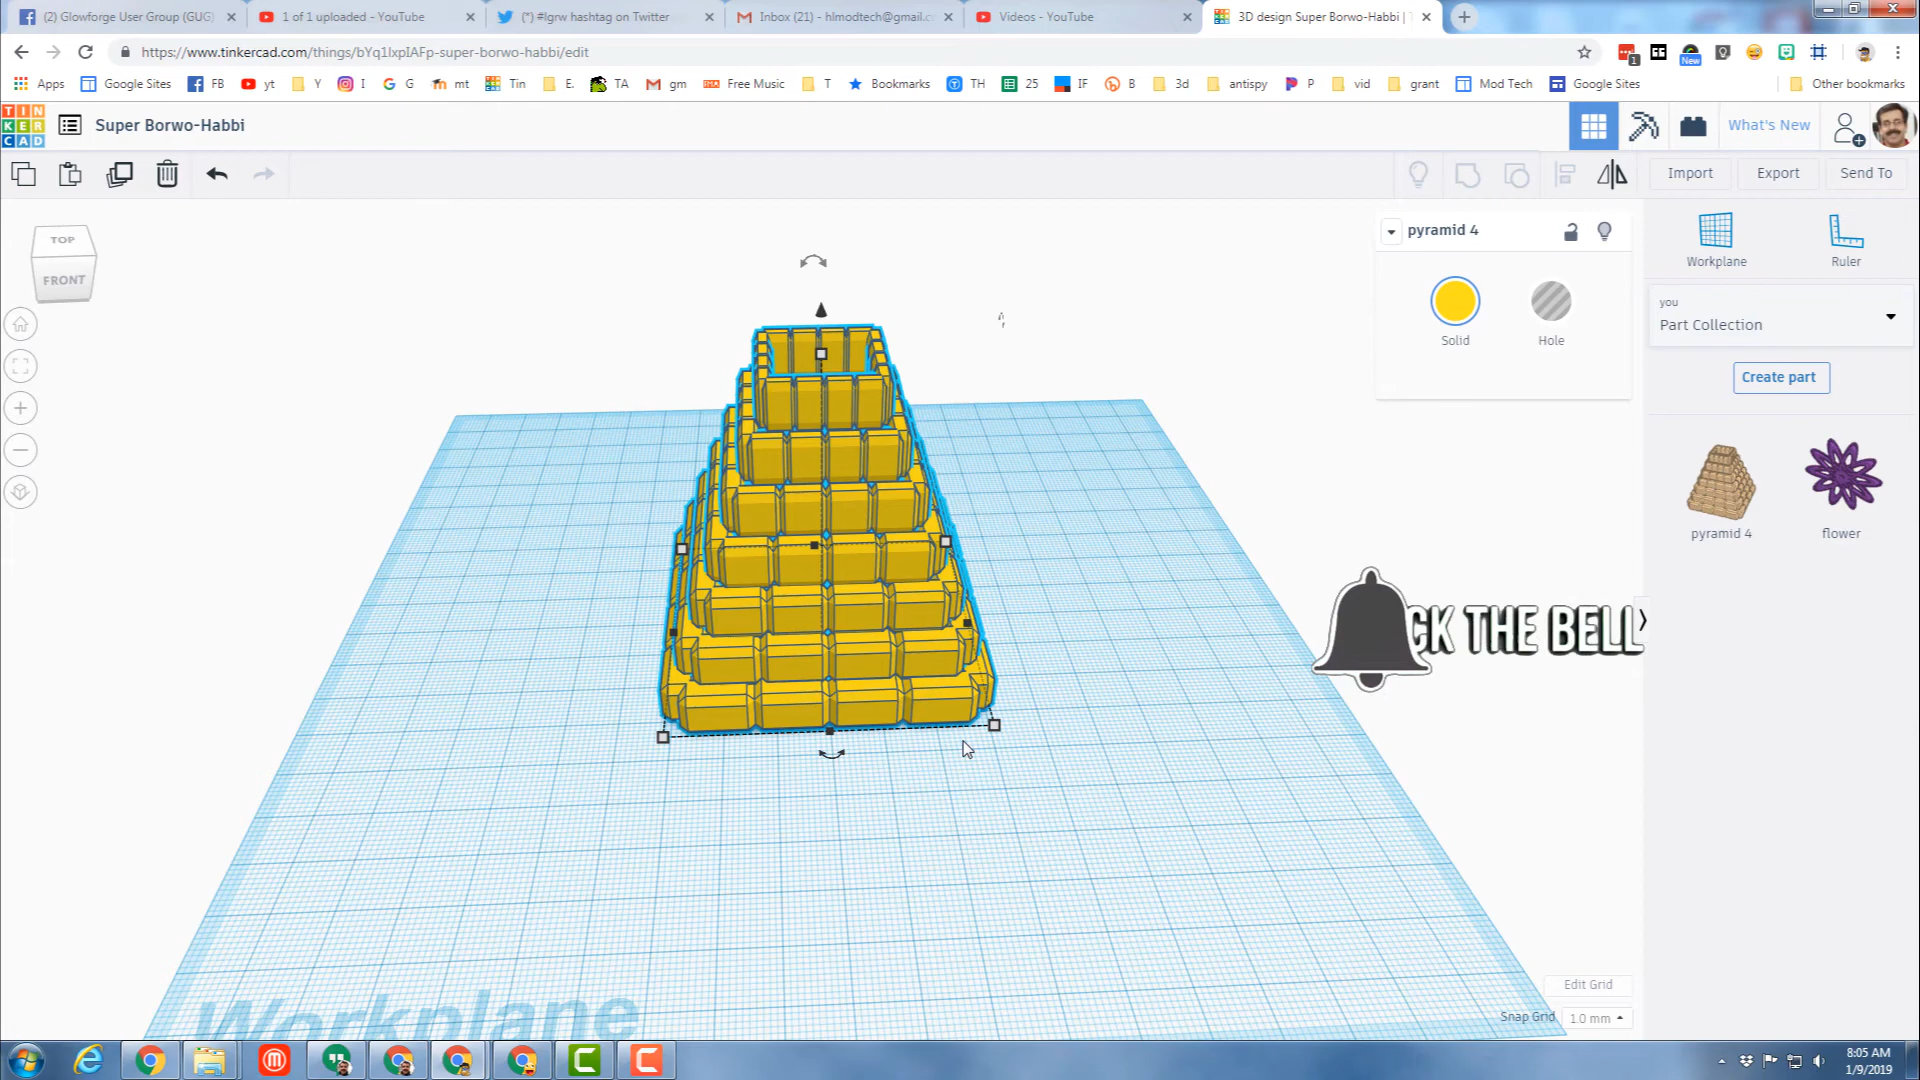 (2) Glowforge User Group (GUG)
1 of 1 uploaded - YouTube
(*) #lgrw hashtag on Twitter
Inbox (21) - hlmodtech@gmail.c
Videos - YouTube
3D design Super Borwo-Habbi | T
https://www.tinkercad.com/things/bYq1lxpIAFp-super-borwo-habbi/edit
1
New
Apps
Google Sites
FB
yt
Y
I
G
mt
Tin
E.
TA
gm
Free Music
T
Bookmarks
TH
25
IF
B
3d
antispy
P
vid
grant
Mod Tech
Google Sites
Other bookmarks
TIN
KER
CAD
Super Borwo-Habbi
What's New
Import
Export
Send To
TOP
FRONT
pyramid 4
Solid
Hole
Workplane
Ruler
you
Part Collection
Create part
pyramid 4
flower
CK THE BELL
Workplane
Edit Grid
Snap Grid
1.0 mm
8:05 AM
1/9/2019